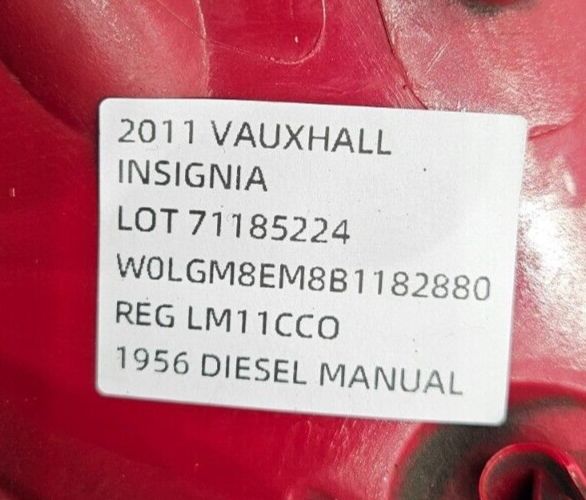 2011 VAUXHALL
INSIGNIA
LOT 71185224
W0LGM8EM8B1182880
REG LM11CCO
1956 DIESEL MANUAL